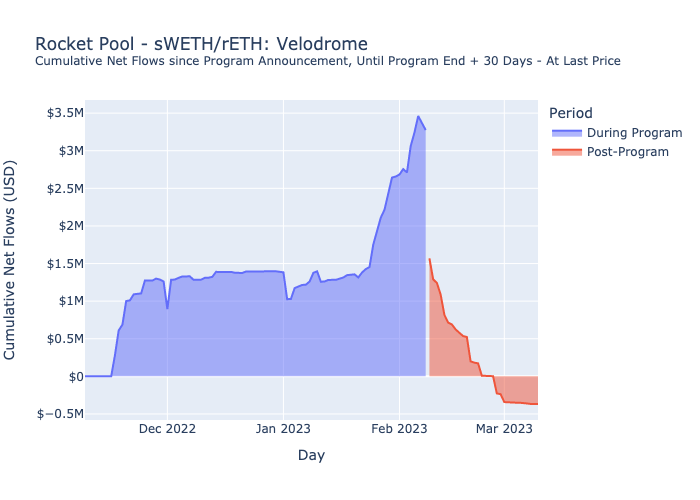 Rocket Pool - sWETH/rETH: Velodrome
Cumulative Net Flows since Program Announcement, Until Program End + 30 Days - At Last Price
Period
During Program
Post-Program
Cumulative Net Flows (USD)
$3.5M
$3M
$2.5M
$2M
$1.5M
$1M
$0.5M
$0
$−0.5M
Dec 2022
Jan 2023
Feb 2023
Mar 2023
Day